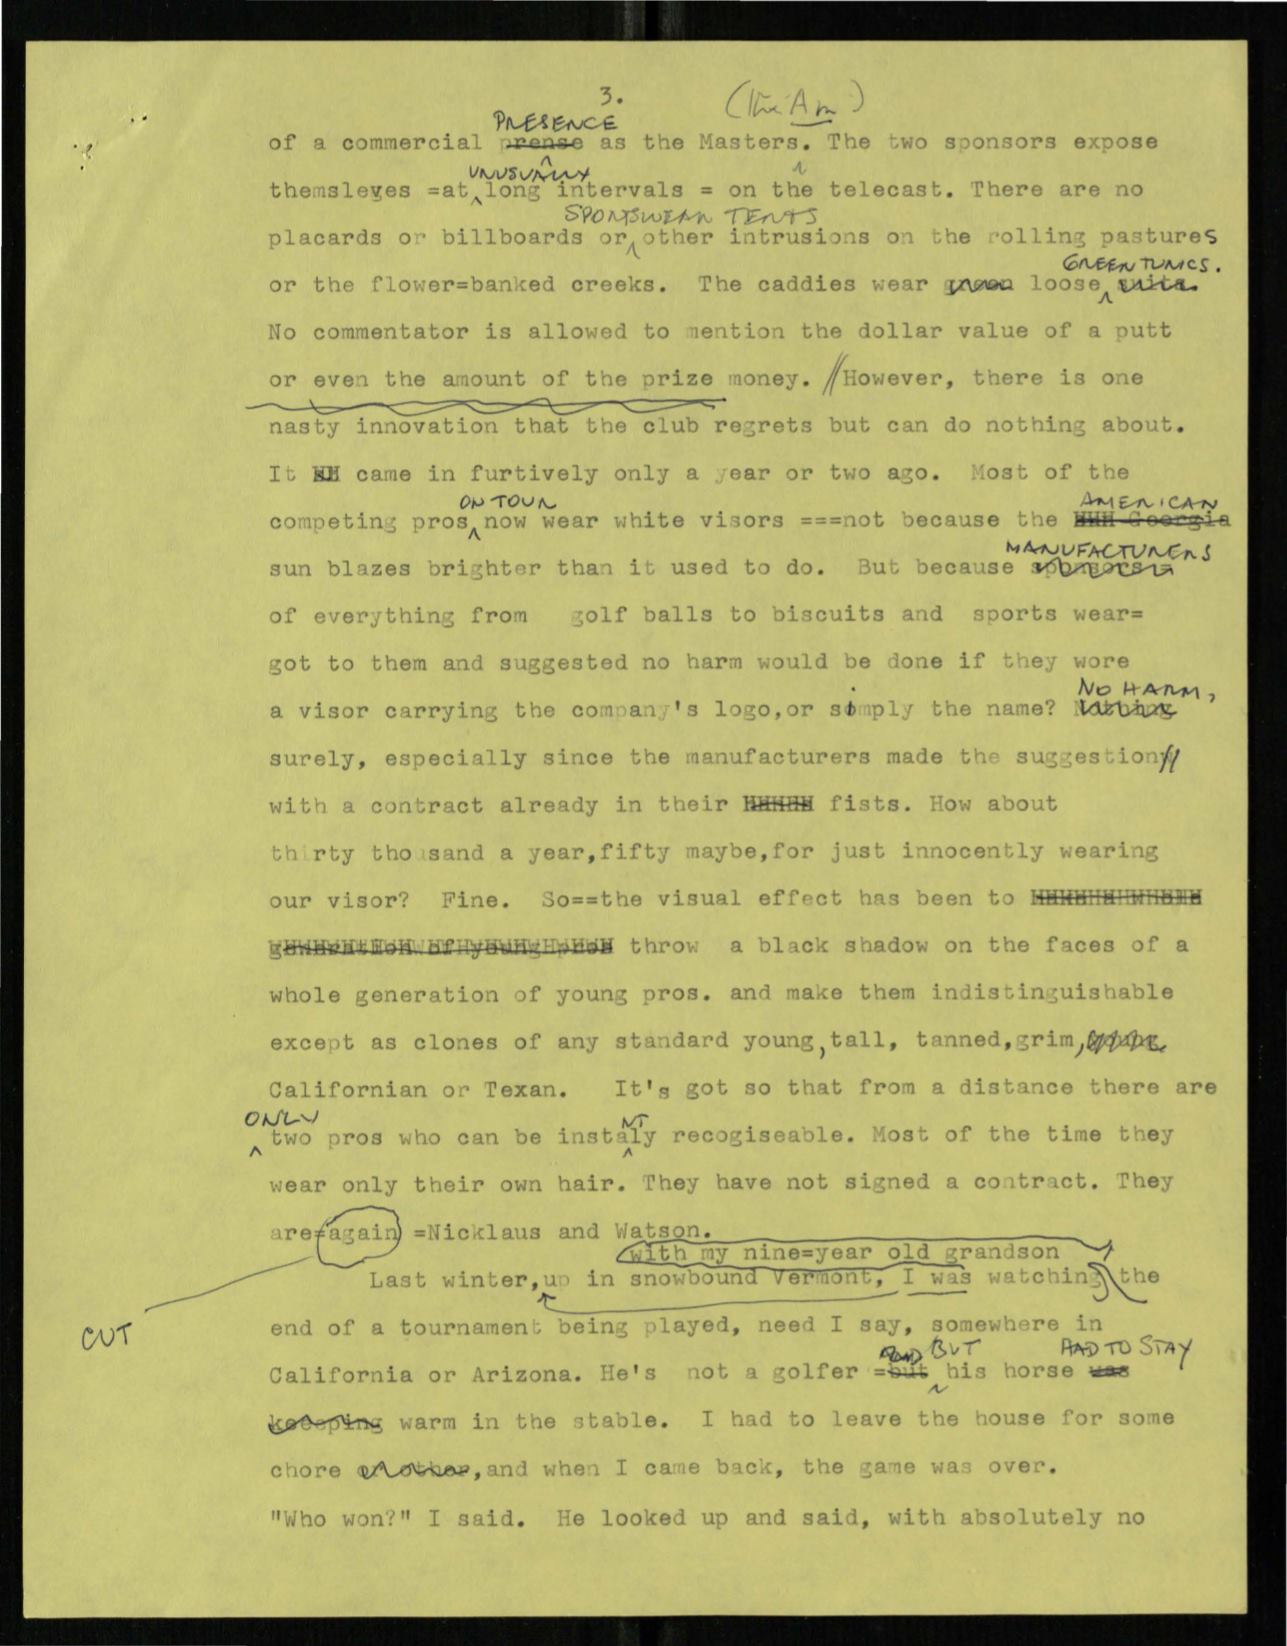 3.
(the Am)
PRESENCE
of a commercial prense as the Masters. The two sponsors expose
UNUSUALLY
themsleves =at long intervals = on the telecast. There are no
SPORTSWEAR TENTS
placards or billboards or other intrusions on the rolling pastures
GREEN TUNICS.
or the flower=banked creeks. The caddies wear green loose suits.
No commentator is allowed to mention the dollar value of a putt
or even the amount of the prize money. //However, there is one
nasty innovation that the club regrets but can do nothing about.
It came in furtively only a year or two ago. Most of the
ON TOUR AMERICAN
competing pros now wear white visors ===not because the Georgia
MANUFACTURERS
sun blazes brighter than it used to do. But because sponsors=
of everything from golf balls to biscuits and sports wear=
got to them and suggested no harm would be done if they wore
NO HARM,
a visor carrying the company's logo,or simply the name? Nothing
surely, especially since the manufacturers made the suggestion
with a contract already in their fists. How about
thirty thousand a year,fifty maybe,for just innocently wearing
our visor? Fine. So==the visual effect has been to
generation of young pros throw a black shadow on the faces of a
whole generation of young pros. and make them indistinguishable
except as clones of any standard young,tall, tanned,grim,
Californian or Texan. It's got so that from a distance there are
ONLY NT
two pros who can be instaly recogiseable. Most of the time they
wear only their own hair. They have not signed a contract. They
are=again =Nicklaus and Watson.
with my nine=year old grandson
Last winter,up in snowbound Vermont, I was watching the
CUT
end of a tournament being played, need I say, somewhere in
BUT HAD TO STAY
California or Arizona. He's not a golfer =but his horse was
keeeping warm in the stable. I had to leave the house for some
chore or other,and when I came back, the game was over.
"Who won?" I said. He looked up and said, with absolutely no